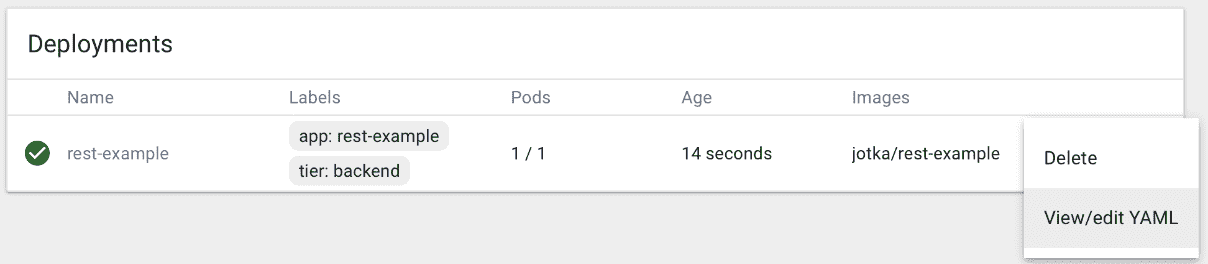 Deployments
Name Labels Pods Age Images
app: rest-example
rest-example 1 / 1 14 seconds jotka/rest-example
tier: backend
Delete
View/edit YAML